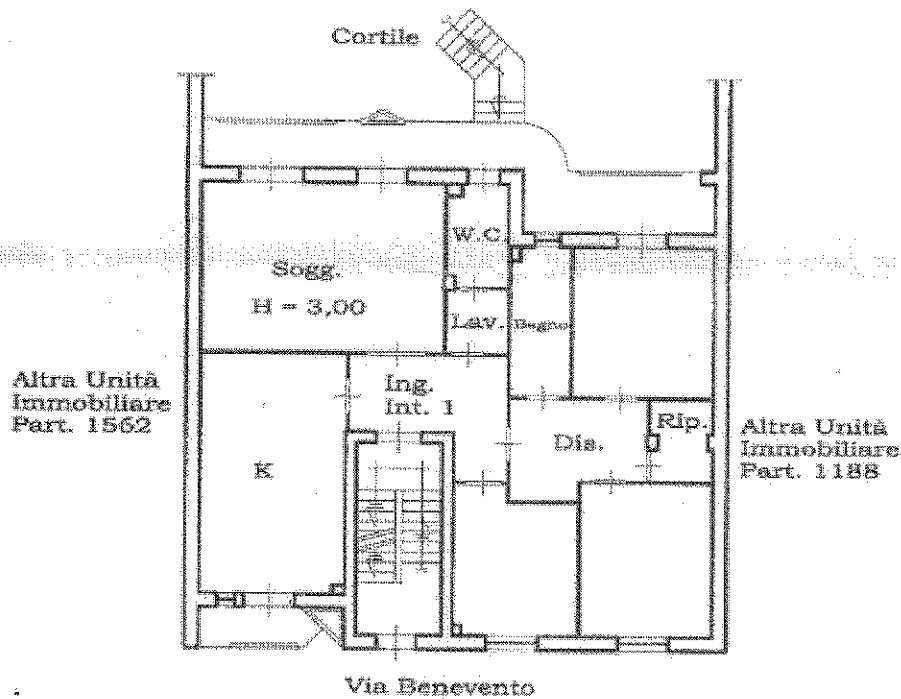 Cortile
W.C
Sogg.
H = 3,00
Lav.
Bagno
Ing.
Int. 1
Altra Unità
Immobiliare
Part. 1562
Rip.
Dis.
Altra Unità
Immobiliare
Part. 1188
K
Via Benevento